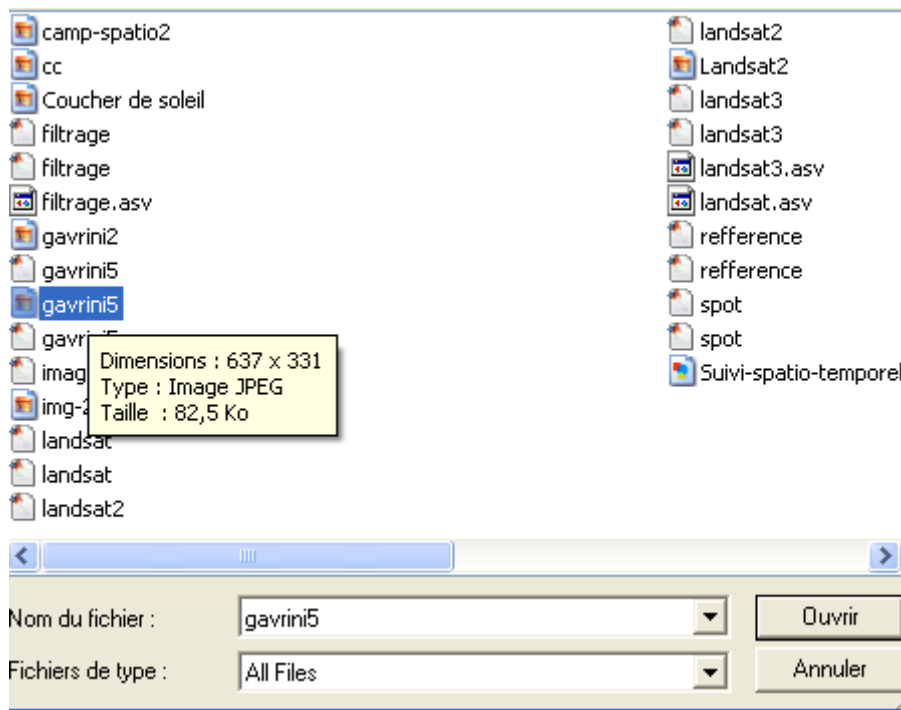 camp-spatio2
cc
Coucher de soleil
filtrage
filtrage
filtrage.asv
gavrini2
gavrini5
gavrini5
Dimensions : 637 x 331
Type : Image JPEG
Taille : 82,5 Ko
landsat
landsat
landsat2
landsat2
Landsat2
landsat3
landsat3
landsat3.asv
landsat.asv
refference
refference
spot
spot
Suivi-spatio-temporel
Nom du fichier :
gavrini5
Ouvrir
Fichiers de type :
All Files
Annuler